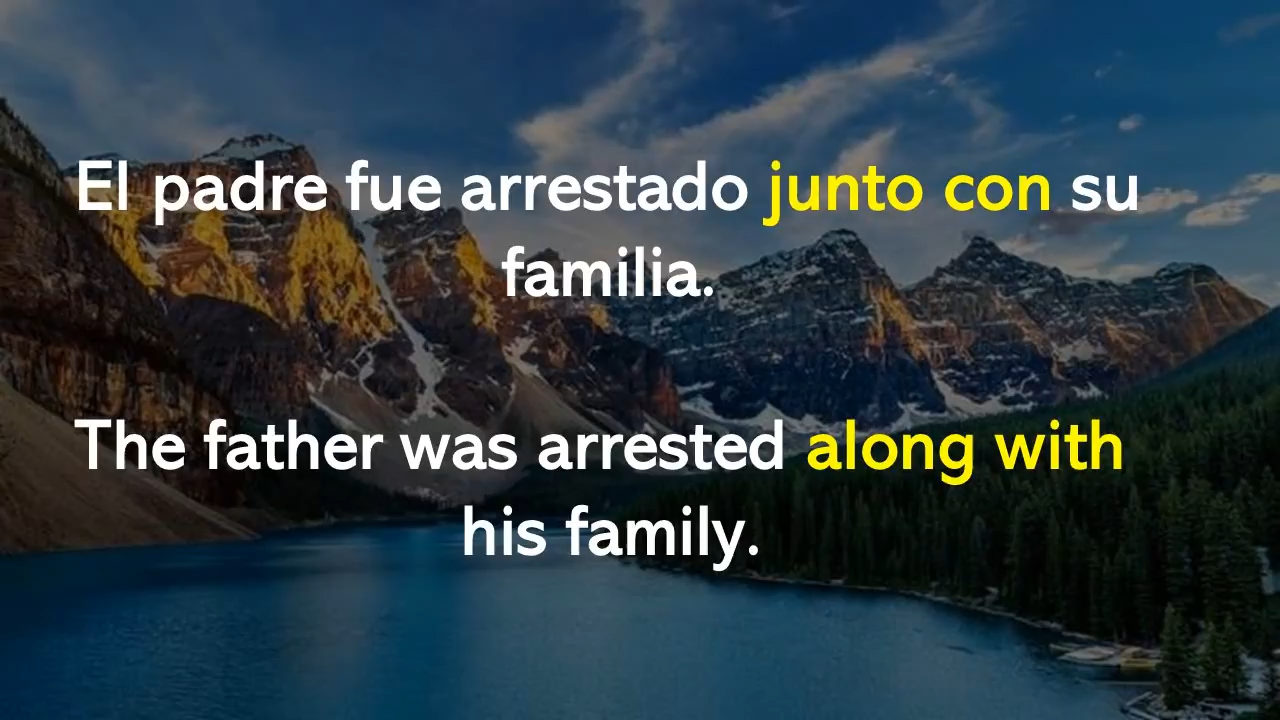 El padre fue arrestado junto con su
familia.
The father was arrested along with
his family.